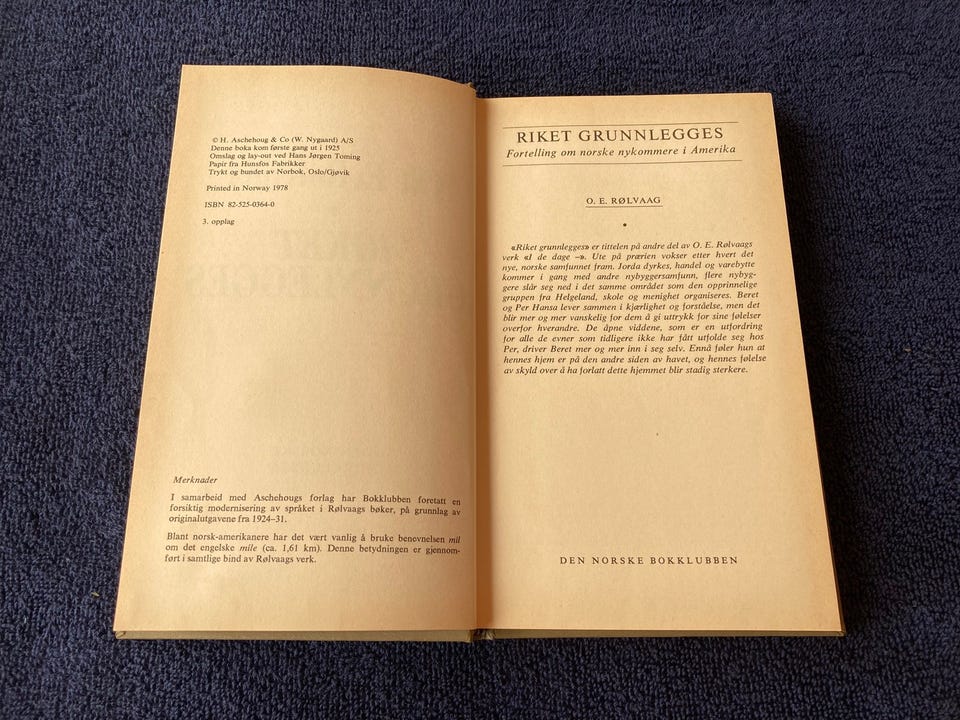 © H. Aschehoug & Co (W. Nygaard) A/S
Denne boka kom første gang ut i 1925
Omslag og lay-out ved Hans Jørgen Toming
Papir fra Hunsfos Fabrikker
Trykt og bundet av Norbok, Oslo/Gjøvik
Printed in Norway 1978
ISBN 82-525-0364-0
3. opplag
Merknader
I samarbeid med Aschehougs forlag har Bokklubben foretatt en
forsiktig modernisering av språket i Rølvaags bøker, på grunnlag av
originalutgavene fra 1924–31.
Blant norsk-amerikanere har det vært vanlig å bruke benevnelsen mil
om det engelske mile (ca. 1,61 km). Denne betydningen er gjennom-
ført i samtlige bind av Rølvaags verk.
RIKET GRUNNLEGGES
Fortelling om norske nykommere i Amerika
O. E. RØLVAAG
«Riket grunnlegges» er tittelen på andre del av O. E. Rølvaags
verk «I de dage –». Ute på prærien vokser etter hvert det
nye, norske samfunnet fram. Jorda dyrkes, handel og varebytte
kommer i gang med andre nybyggersamfunn, flere nybyg-
gere slår seg ned i det samme området som den opprinnelige
gruppen fra Helgeland, skole og menighet organiseres. Beret
og Per Hansa lever sammen i kjærlighet og forståelse, men det
blir mer og mer vanskelig for dem å gi uttrykk for sine følelser
overfor hverandre. De åpne viddene, som er en utfordring
for alle de evner som tidligere ikke har fått utfolde seg hos
Per, driver Beret mer og mer inn i seg selv. Ennå føler hun at
hennes hjem er på den andre siden av havet, og hennes følelse
av skyld over å ha forlatt dette hjemmet blir stadig sterkere.
DEN NORSKE BOKKLUBBEN